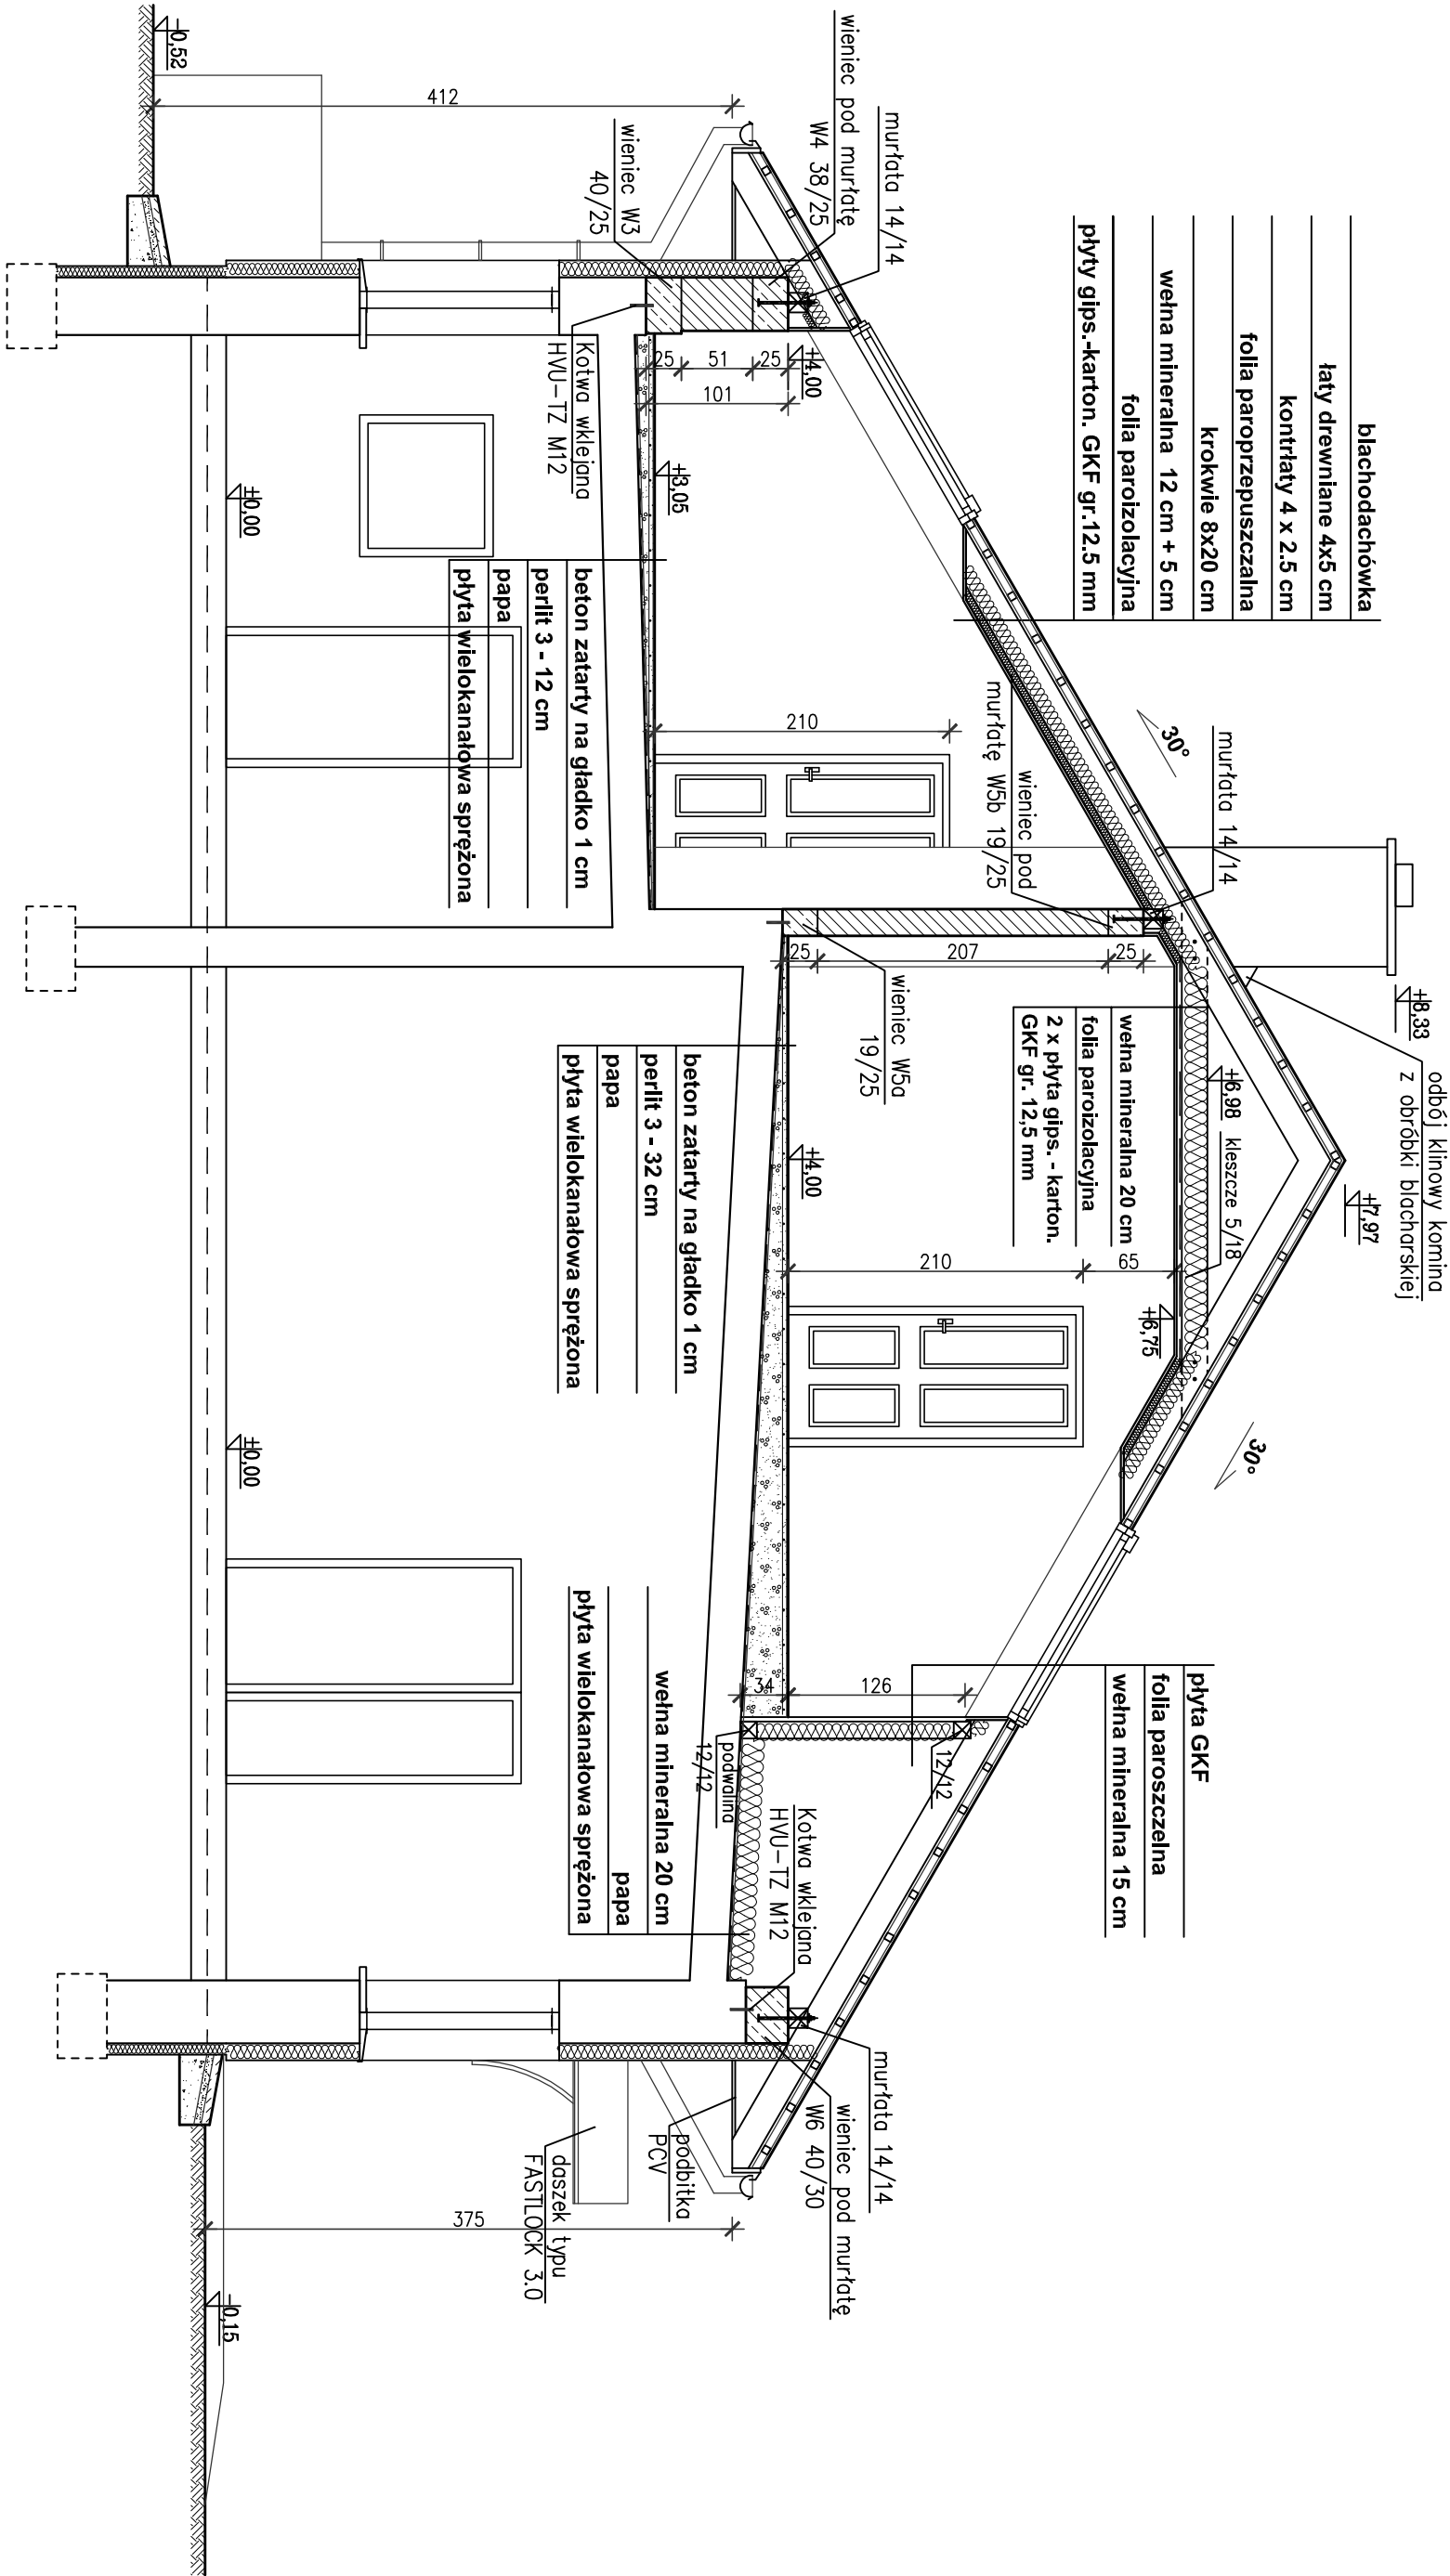 blachodachówka
łaty drewniane 4x5 cm
kontrłaty 4 x 2.5 cm
folia paroprzepuszczalna
krokwie 8x20 cm
wełna mineralna 12 cm + 5 cm
folia paroizolacyjna
płyty gips.-karton. GKF gr.12.5 mm
odbój klinowy komina
z obróbki blacharskiej
+8,33
+7,97
30°
30°
murłata 14/14
+6,98
kleszcze 5/18
+6,75
płyta GKF
folia paroszczelna
wełna mineralna 15 cm
wełna mineralna 20 cm
folia paroizolacyjna
2 x płyta gips. - karton.
GKF gr. 12,5 mm
wieniec pod
murłatę W5b 19/25
murłata 14/14
wieniec pod murłatę
W4 38/25
210
25
207
25
210
65
126
34
12/12
wieniec W5a
19/25
+4,00
+4,00
25
51
25
101
+3,05
murłata 14/14
wieniec pod murłatę
W6 40/30
Kotwa wklejana
HVU-TZ M12
podwalina
12/12
412
wieniec W3
40/25
Kotwa wklejana
HVU-TZ M12
beton zatarty na gładko 1 cm
perlit 3 - 12 cm
papa
płyta wielokanałowa sprężona
beton zatarty na gładko 1 cm
perlit 3 - 32 cm
papa
płyta wielokanałowa sprężona
wełna mineralna 20 cm
papa
płyta wielokanałowa sprężona
podbitka
PCV
daszek typu
FASTLOCK 3.0
375
±0,00
±0,00
-0,52
-0,15